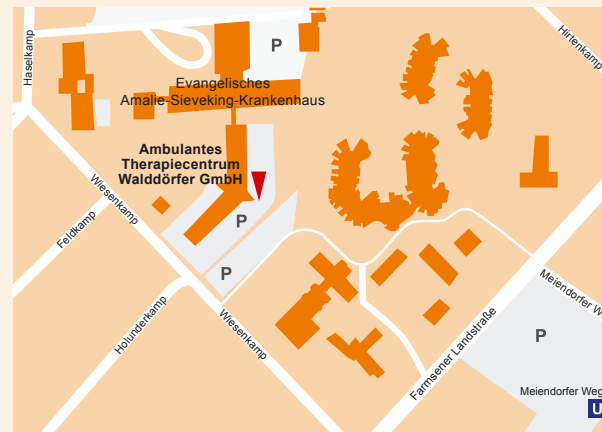 Haselkamp
P
Hirtenkamp
Evangelisches
Amalie-Sieveking-Krankenhaus
Ambulantes
Therapiecentrum
Walddörfer GmbH
Wiesenkamp
Feldkamp
P
P
Holunderkamp
Wiesenkamp
Farmsener Landstraße
Meiendorfer W
P
Meiendorfer Weg
U